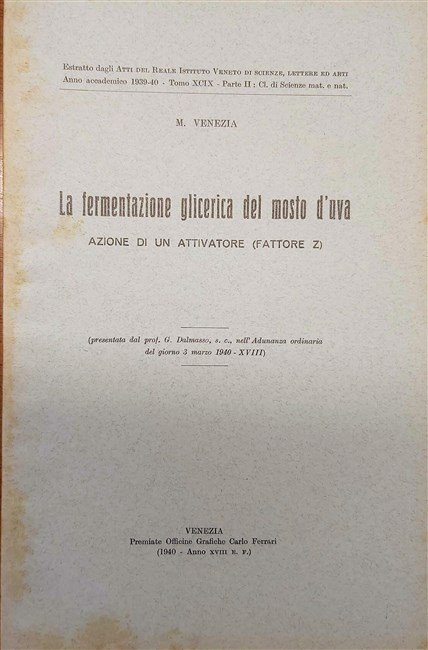 Estratto dagli ATTI DEL REALE ISTITUTO VENETO DI SCIENZE, LETTERE ED ARTI
Anno accademico 1939-40 - Tomo XCIX - Parte II : Cl. di Scienze mat. e nat.
M. VENEZIA
La fermentazione glicerica del mosto d'uva
AZIONE DI UN ATTIVATORE (FATTORE Z)
(presentata dal prof. G. Dalmasso, s. c., nell'Adunanza ordinaria
del giorno 3 marzo 1940 - XVIII)
VENEZIA
Premiate Officine Grafiche Carlo Ferrari
(1940 - Anno XVIII E. F.)